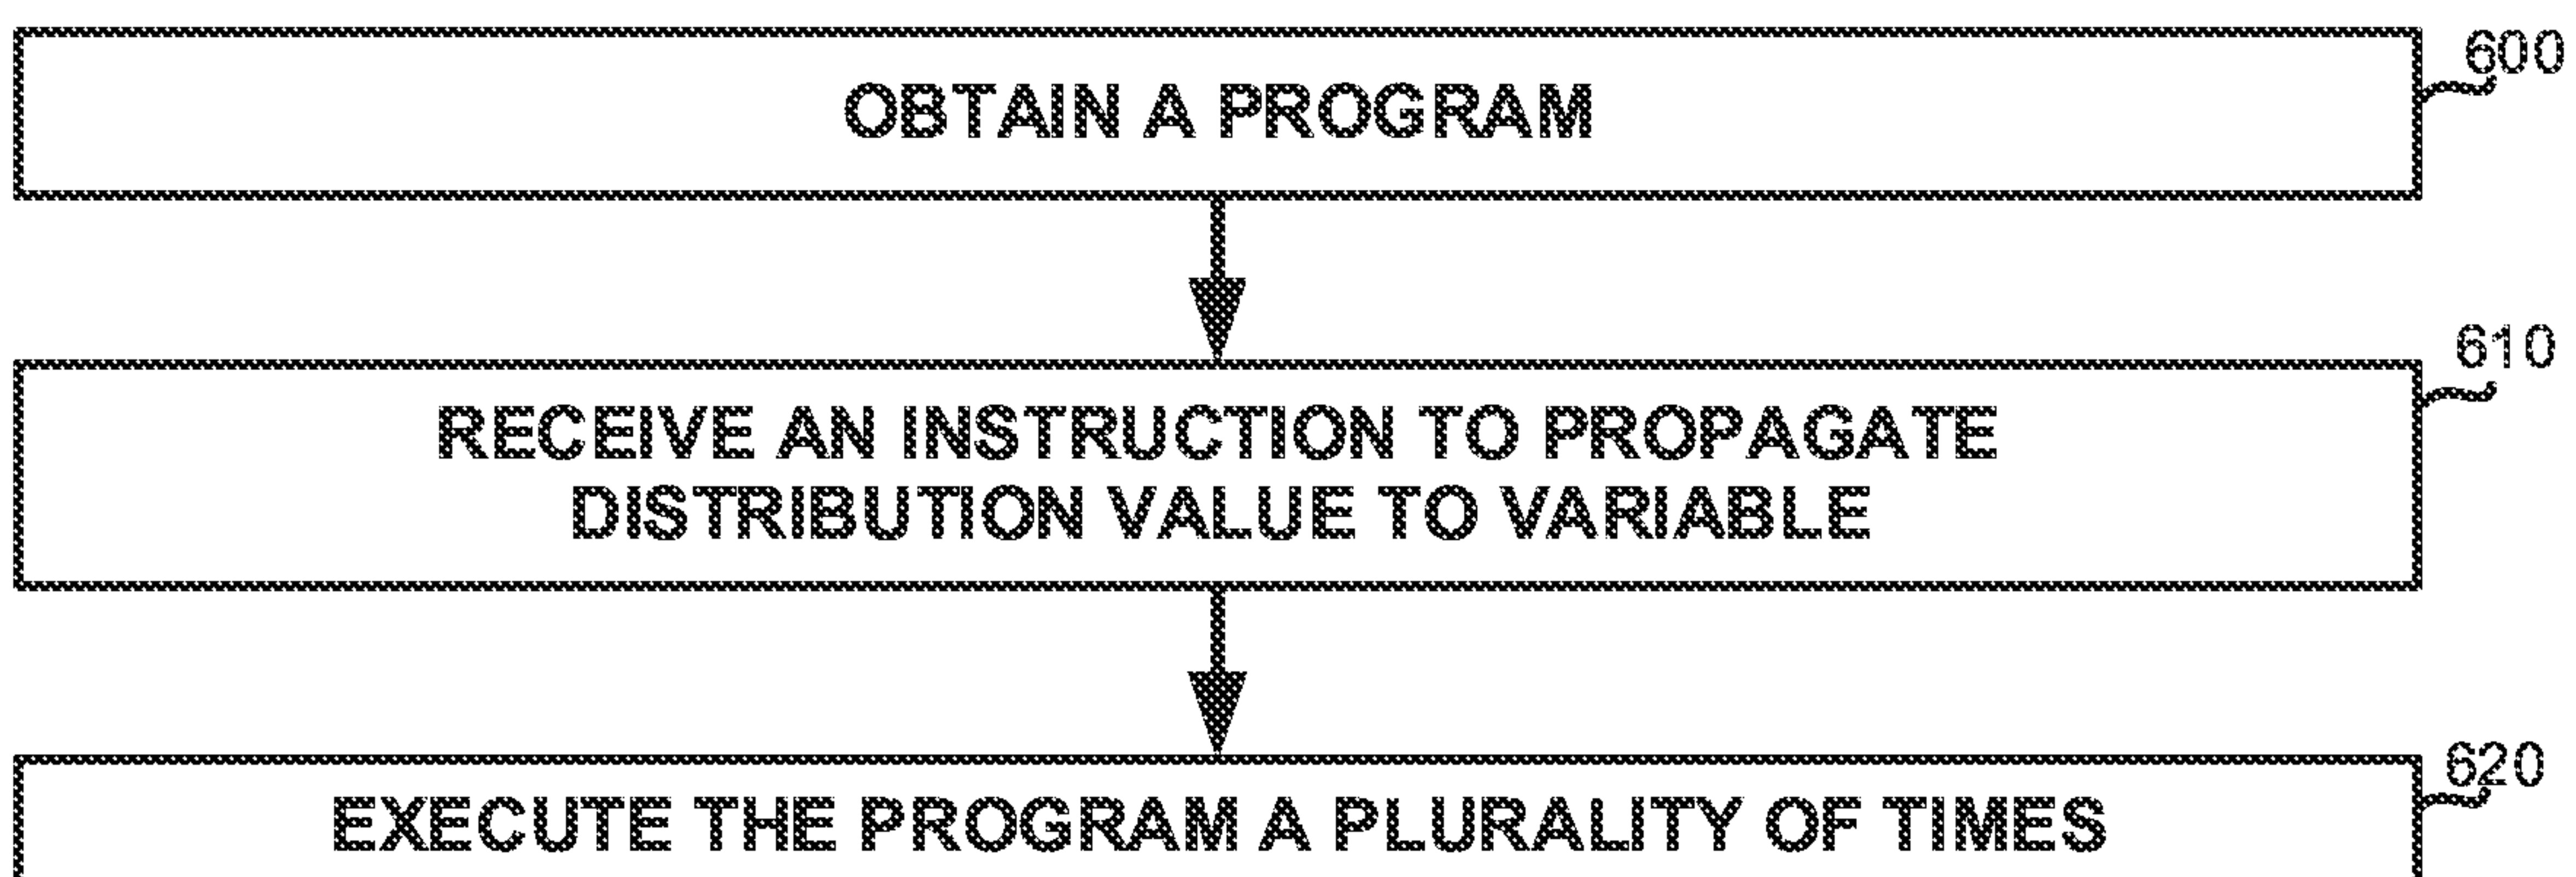 600
OBTAIN A PROGRAM
610
RECEIVE AN INSTRUCTION TO PROPAGATE
DISTRIBUTION VALUE TO VARIABLE
620
EXECUTE THE PROGRAM A PLURALITY OF TIMES